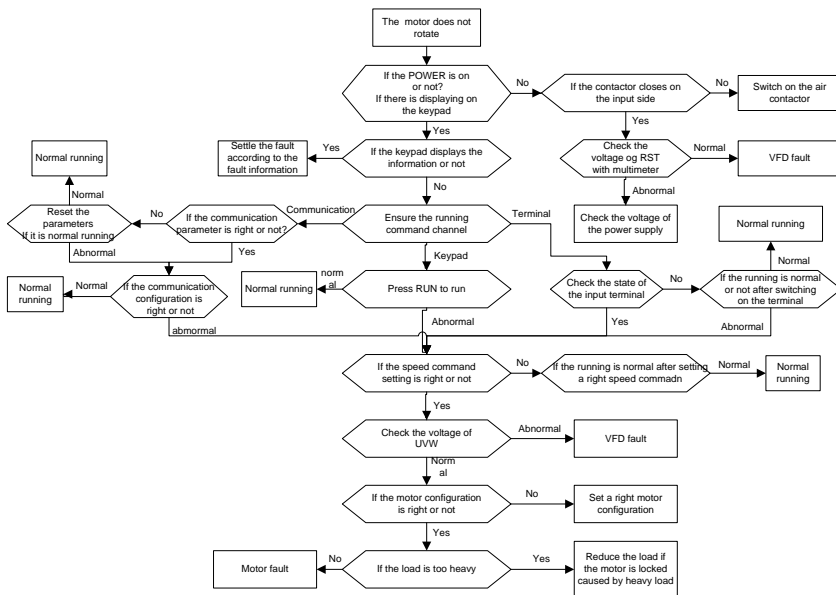 The motor does not
rotate
If the POWER is on
or not?
If there is displaying on
the keypad
No
If the contactor closes on
the input side
No
Switch on the air
contactor
Yes
Yes
Settle the fault
according to the
fault information
Yes
If the keypad displays the
information or not
Check the
voltage og RST
with multimeter
Normal
VFD fault
Normal running
No
Abnormal
Normal
Reset the
parameters
If it is normal running
No
If the communication
parameter is right or not?
Communication
Ensure the running
command channel
Terminal
Check the voltage of
the power supply
Normal running
Abnormal
Yes
Keypad
Normal
Normal
running
Normal
If the communication
configuration is
right or not
Normal running
norm
al
Press RUN to run
Check the state of
the input terminal
No
If the running is normal
or not after switching
on the terminal
abmormal
Abnormal
Yes
Abnormal
If the speed command
setting is right or not
No
If the running is normal after setting
a right speed commadn
Normal
Normal
running
Yes
Check the voltage of
UVW
Abnormal
VFD fault
Norm
al
If the motor configuration
is right or not
No
Set a right motor
configuration
Yes
Motor fault
No
If the load is too heavy
Yes
Reduce the load if
the motor is locked
caused by heavy load